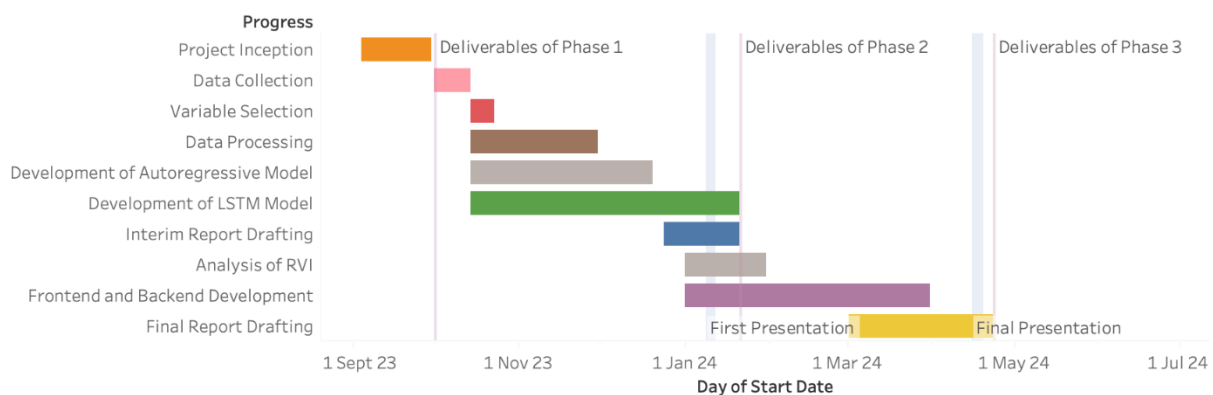 Progress
Project Inception
Deliverables of Phase 1
Deliverables of Phase 2
Deliverables of Phase 3
Data Collection
Variable Selection
Data Processing
Development of Autoregressive Model
Development of LSTM Model
Interim Report Drafting
Analysis of RVI
Frontend and Backend Development
Final Report Drafting
First Presentation
Final Presentation
1 Sept 23
1 Nov 23
1 Jan 24
1 Mar 24
1 May 24
1 Jul 24
Day of Start Date